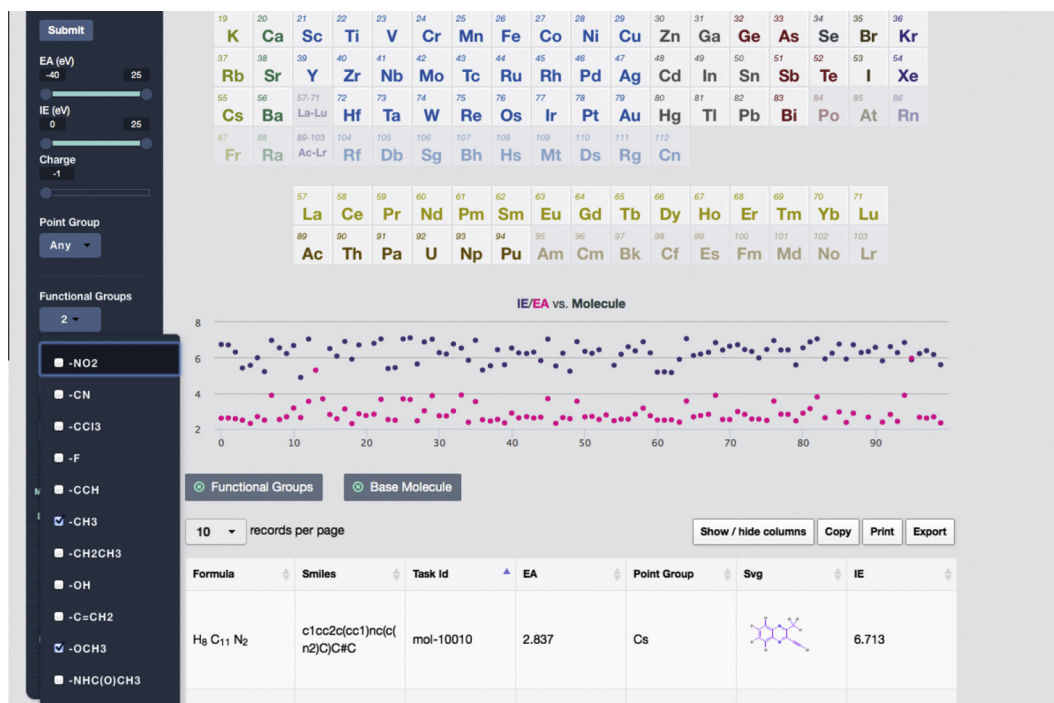 Submit
EA (eV)
-40 25
IE (eV)
0 25
Charge
-1
Point Group
Any
Functional Groups
2
-NO2
-CN
-CCl3
-F
-CCH
-CH3
-CH2CH3
-OH
-C=CH2
-OCH3
-NHC(O)CH3
19 20 21 22 23 24 25 26 27 28 29 30 31 32 33 34 35 36
K Ca Sc Ti V Cr Mn Fe Co Ni Cu Zn Ga Ge As Se Br Kr
37 38 39 40 41 42 43 44 45 46 47 48 49 50 51 52 53 54
Rb Sr Y Zr Nb Mo Tc Ru Rh Pd Ag Cd In Sn Sb Te I Xe
55 56 57-71 72 73 74 75 76 77 78 79 80 81 82 83 84 85 86
Cs Ba La-Lu Hf Ta W Re Os Ir Pt Au Hg Tl Pb Bi Po At Rn
87 88 89-103 104 105 106 107 108 109 110 111 112
Fr Ra Ac-Lr Rf Db Sg Bh Hs Mt Ds Rg Cn
57 58 59 60 61 62 63 64 65 66 67 68 69 70 71
La Ce Pr Nd Pm Sm Eu Gd Tb Dy Ho Er Tm Yb Lu
89 90 91 92 93 94 95 96 97 98 99 100 101 102 103
Ac Th Pa U Np Pu Am Cm Bk Cf Es Fm Md No Lr
IE/EA vs. Molecule
8
6
4
2
0 10 20 30 40 50 60 70 80 90
Functional Groups Base Molecule
10 records per page
Show / hide columns Copy Print Export
Formula Smiles Task Id EA Point Group Svg IE
H8 C11 N2 c1cc2c(cc1)nc(c(n2)C)C#C mol-10010 2.837 Cs 6.713